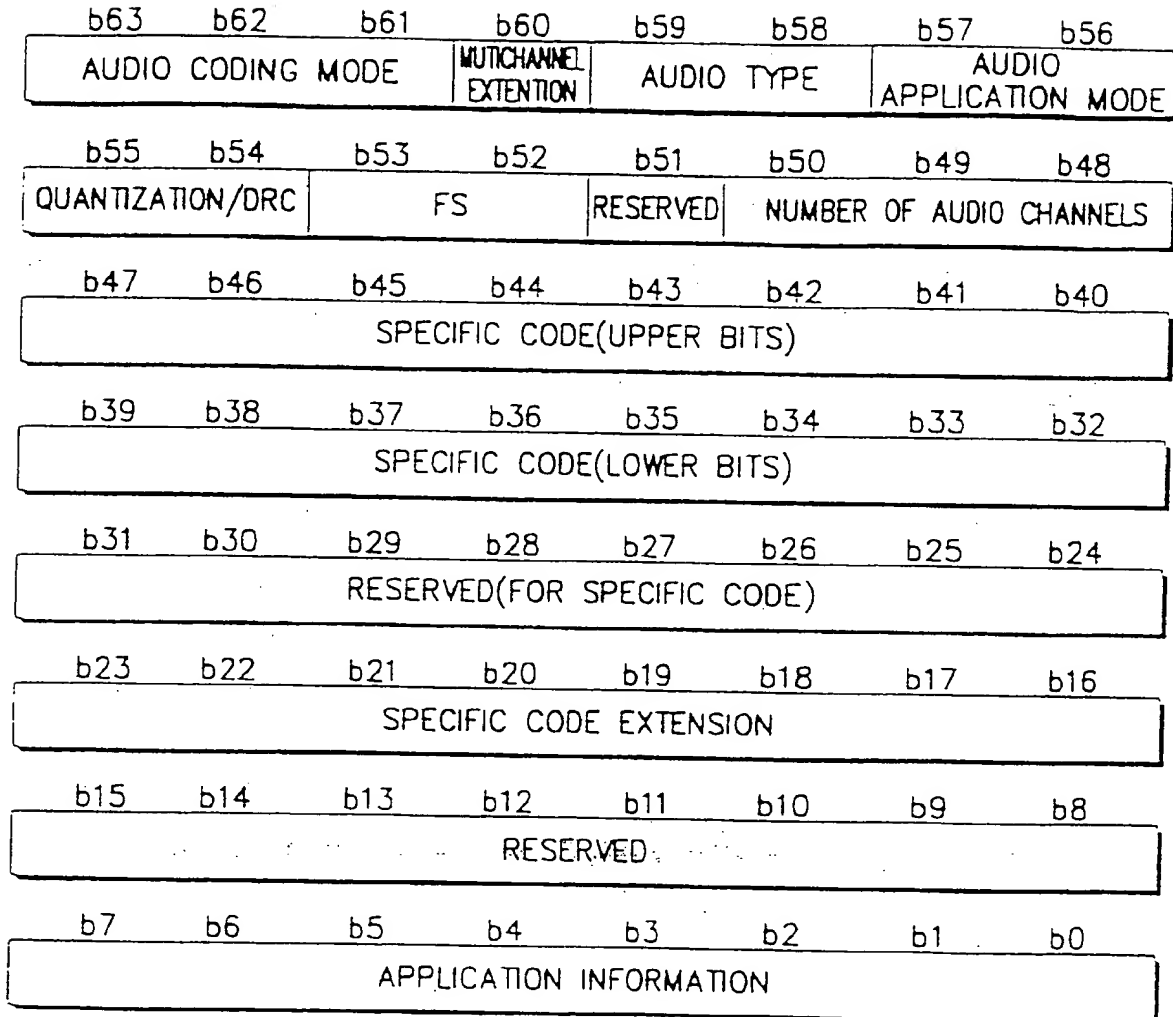 b63 b62 b61 b60 b59 b58 b57 b56
AUDIO CODING MODE
MUTICHANNEL
EXTENTION
AUDIO TYPE
AUDIO
APPLICATION MODE
b55 b54 b53 b52 b51 b50 b49 b48
QUANTIZATION/DRC FS RESERVED NUMBER OF AUDIO CHANNELS
b47 b46 b45 b44 b43 b42 b41 b40
SPECIFIC CODE(UPPER BITS)
b39 b38 b37 b36 b35 b34 b33 b32
SPECIFIC CODE(LOWER BITS)
b31 b30 b29 b28 b27 b26 b25 b24
RESERVED(FOR SPECIFIC CODE)
b23 b22 b21 b20 b19 b18 b17 b16
SPECIFIC CODE EXTENSION
b15 b14 b13 b12 b11 b10 b9 b8
RESERVED
b7 b6 b5 b4 b3 b2 b1 b0
APPLICATION INFORMATION